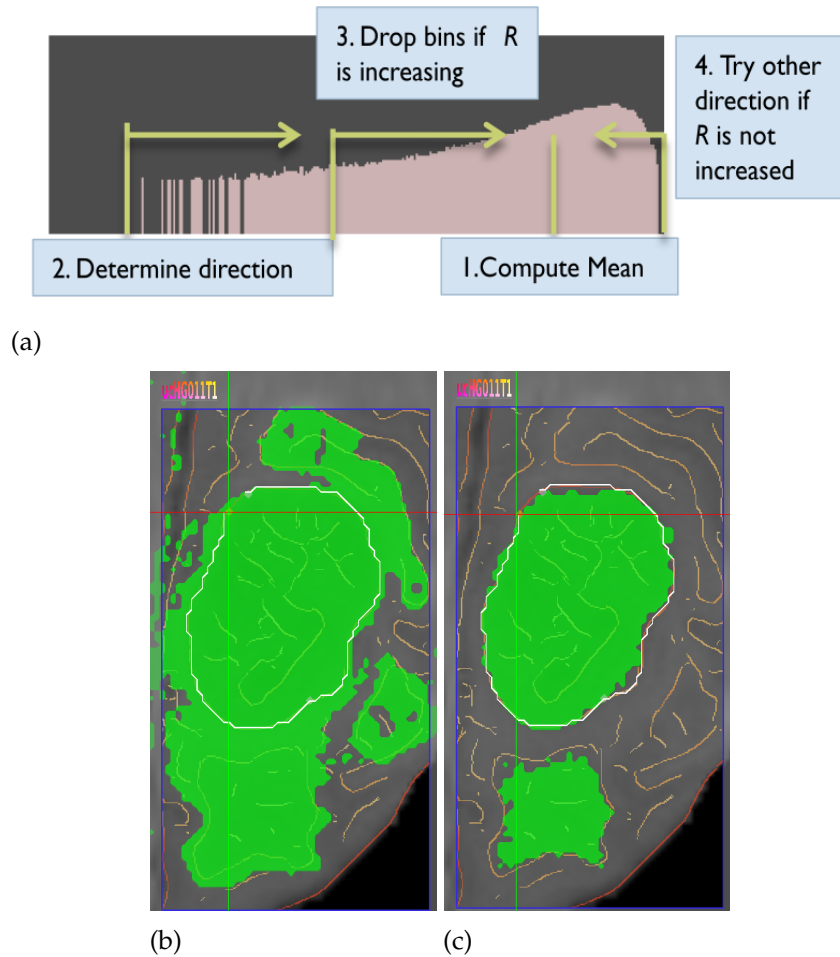 3. Drop bins if R
is increasing
4. Try other
direction if
R is not
increased
2. Determine direction
1.Compute Mean
(a)
(b)
(c)